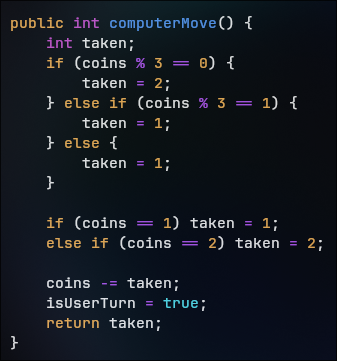 public int computerMove() {
    int taken;
    if (coins % 3 == 0) {
        taken = 2;
    } else if (coins % 3 == 1) {
        taken = 1;
    } else {
        taken = 1;
    }

    if (coins == 1) taken = 1;
    else if (coins == 2) taken = 2;

    coins -= taken;
    isUserTurn = true;
    return taken;
}